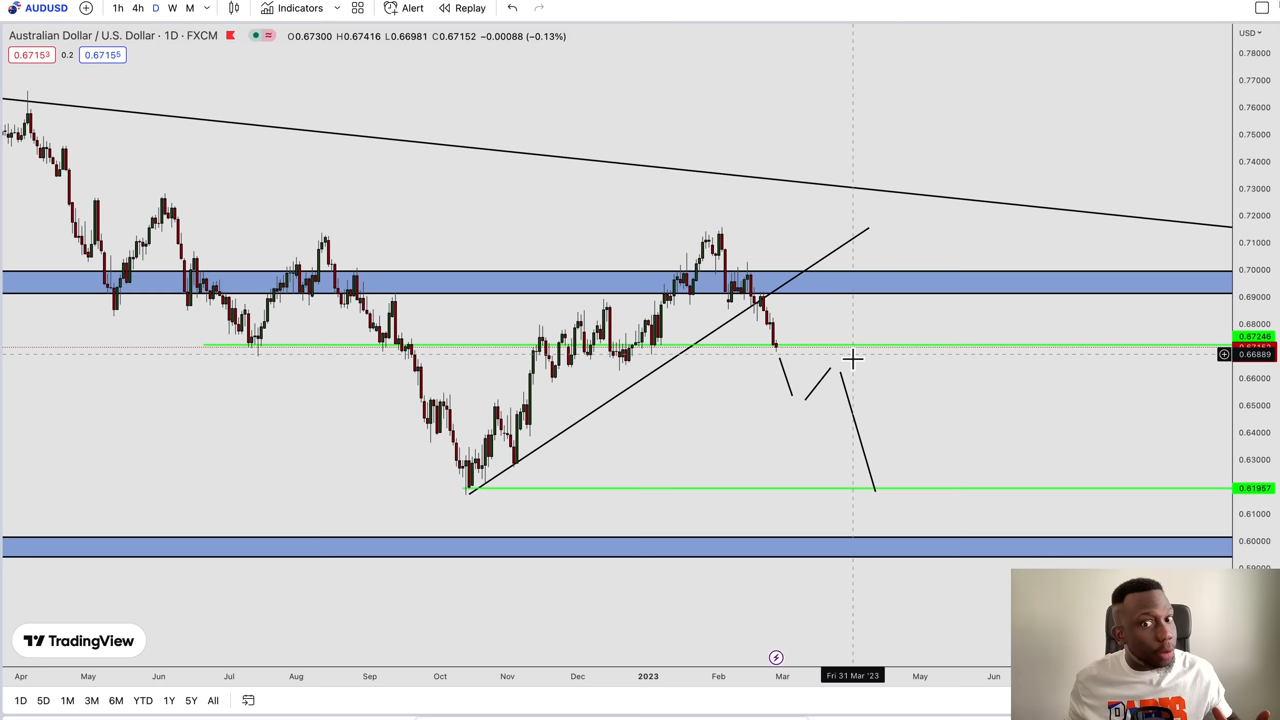 AUDUSD 1h 4h D W M Indicators Alert Replay
Australian Dollar / U.S. Dollar · 1D · FXCM O0.67300 H0.67416 L0.66981 C0.67152 −0.00088 (−0.13%)
0.67153 0.2 0.67155
USD
0.78000
0.77000
0.76000
0.75000
0.74000
0.73000
0.72000
0.71000
0.70000
0.69000
0.68000
0.67246
0.66889
0.66000
0.65000
0.64000
0.63000
0.61957
0.61000
0.60000
TradingView
Apr May Jun Jul Aug Sep Oct Nov Dec 2023 Feb Mar Fri 31 Mar '23 May Jun
1D 5D 1M 3M 6M YTD 1Y 5Y All